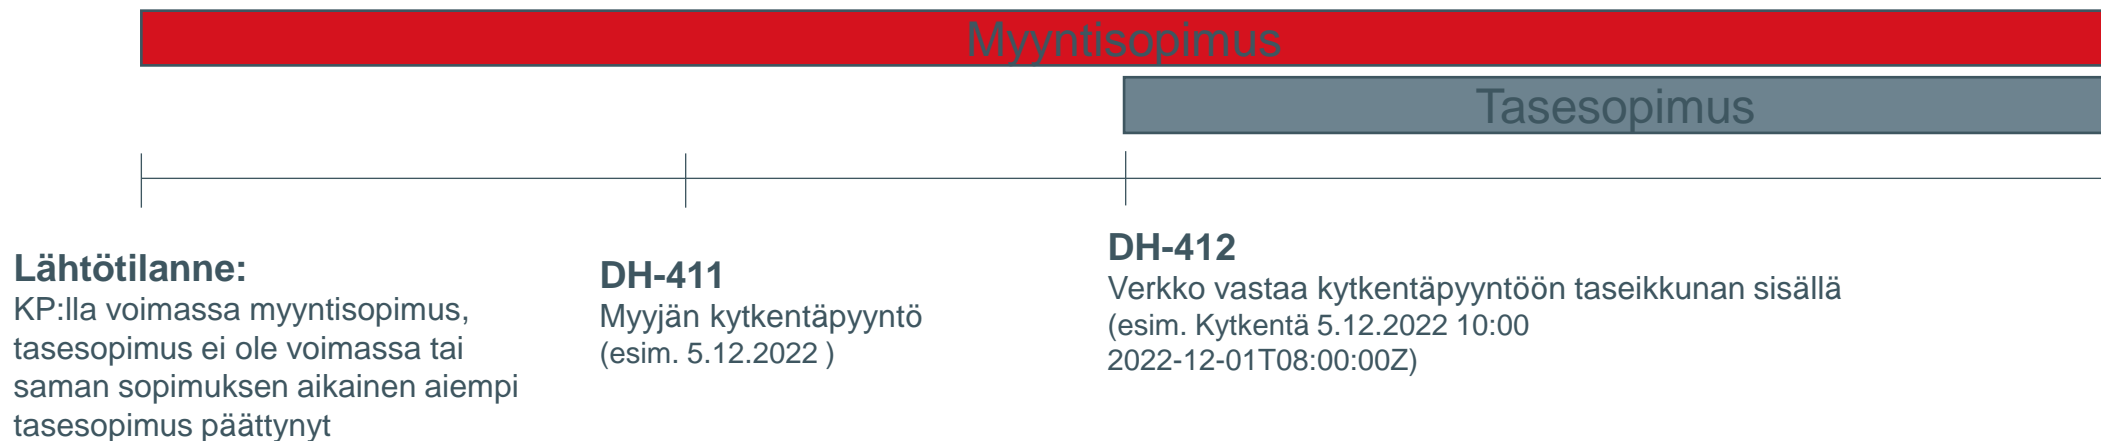 Myyntisopimus
Tasesopimus
Lähtötilanne:
KP:lla voimassa myyntisopimus,
tasesopimus ei ole voimassa tai
saman sopimuksen aikainen aiempi
tasesopimus päättynyt
DH-411
Myyjän kytkentäpyyntö
(esim. 5.12.2022 )
DH-412
Verkko vastaa kytkentäpyyntöön taseikkunan sisällä
(esim. Kytkentä 5.12.2022 10:00
2022-12-01T08:00:00Z)